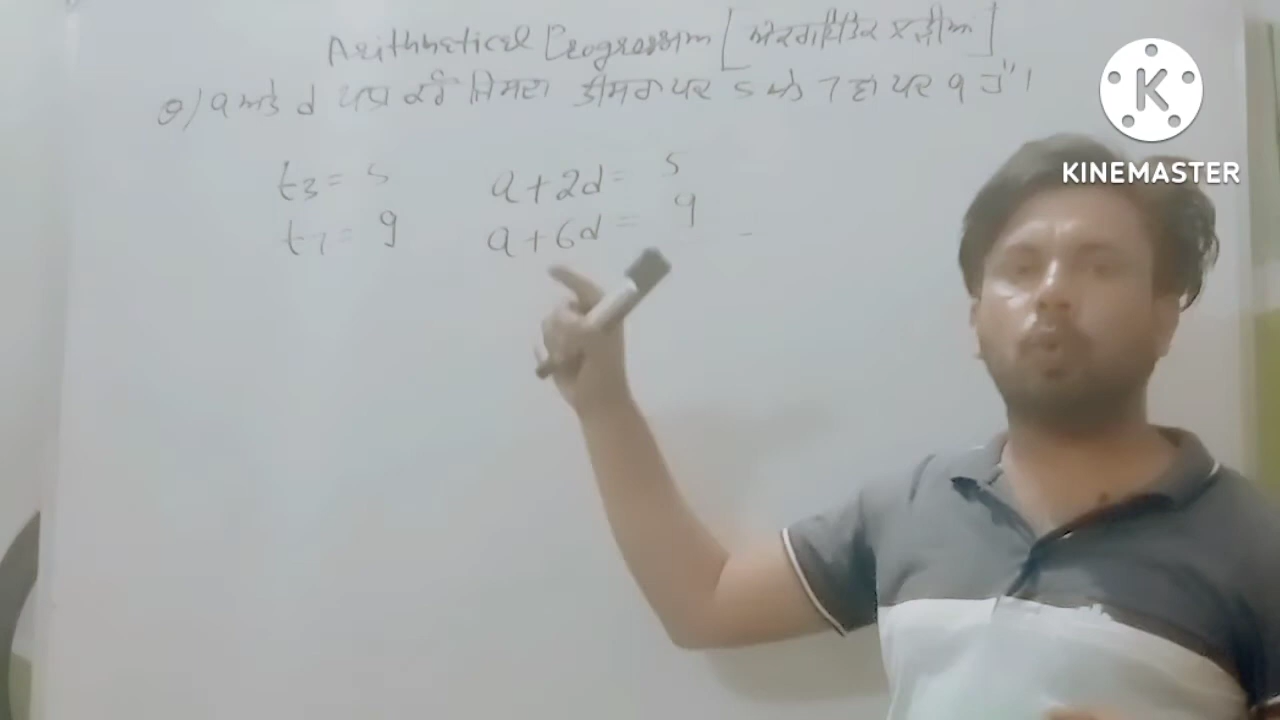 Arithmetical Progression [ਅੰਕਗਣਿਤਿਕ ਲੜੀਆਂ]
Q) a ਅਤੇ d ਪਤਾ ਕਰੋ ਜਿਸਦਾ ਤੀਸਰਾ ਪਦ 5 ਅਤੇ 7ਵਾਂ ਪਦ 9 ਹੈ।
t3 = 5 a+2d = 5
t7 = 9 a+6d = 9
K
KINEMASTER